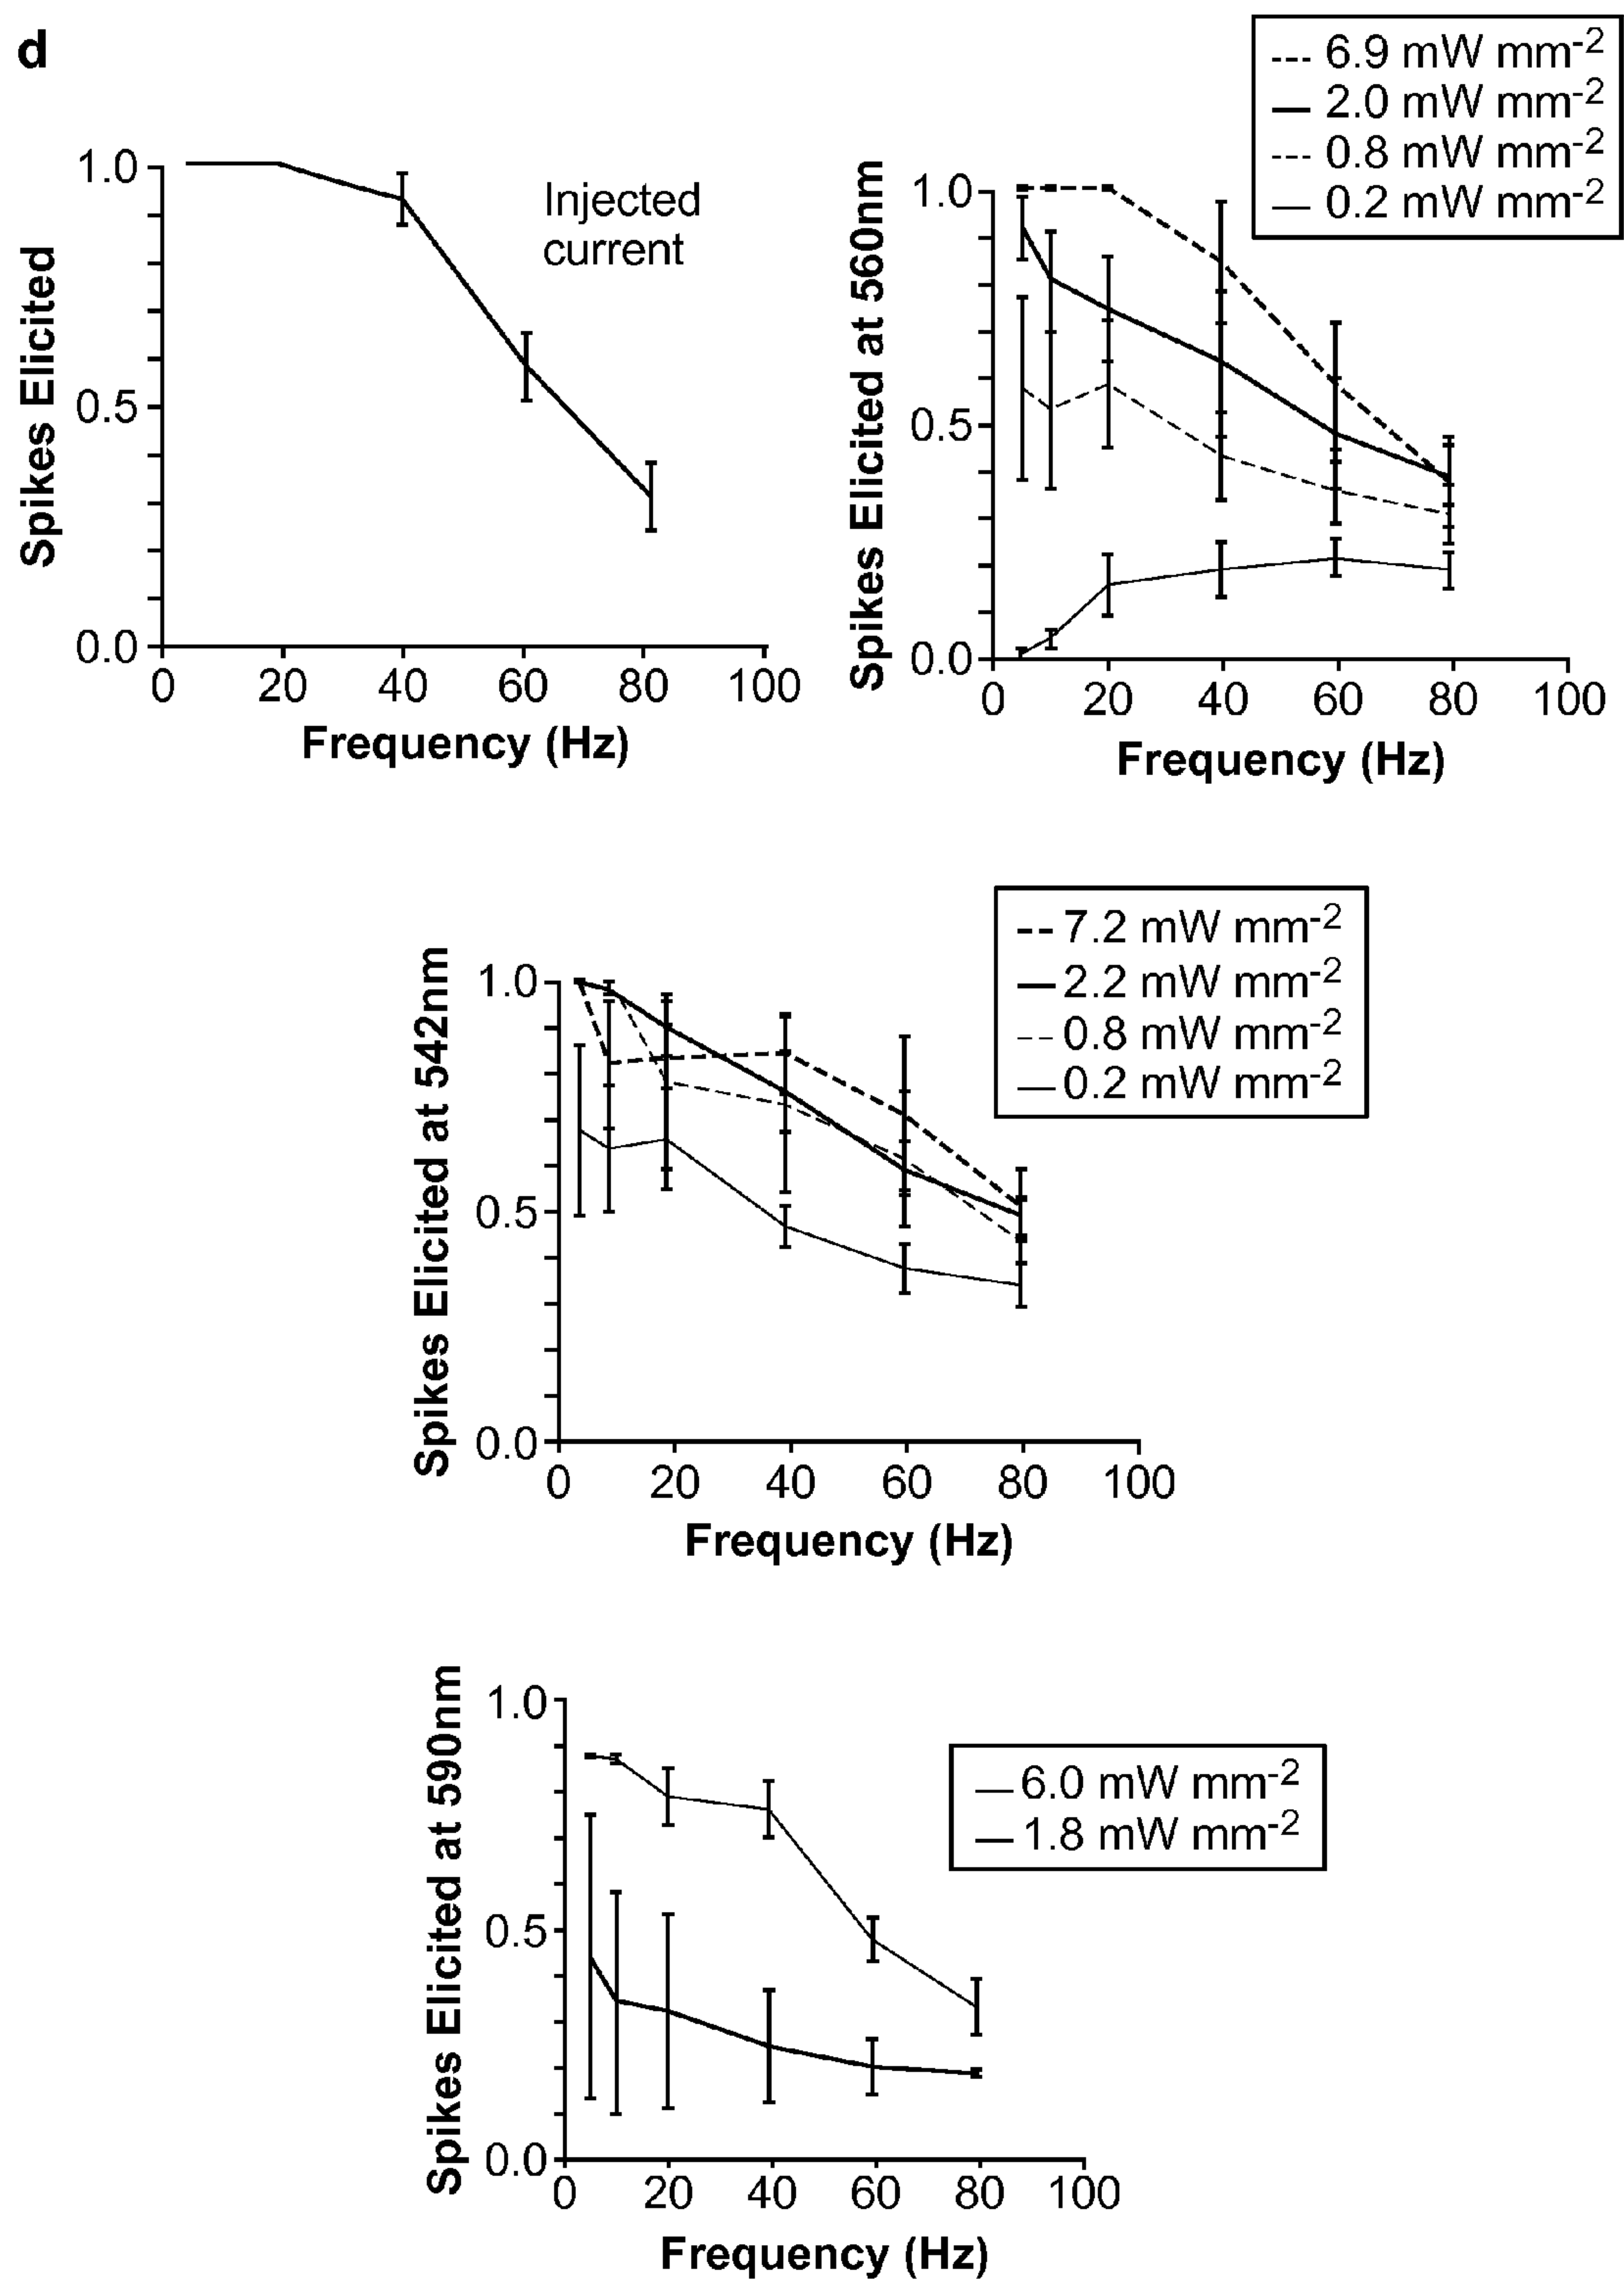 d
6.9 mW mm-2
2.0 mW mm-2
0.8 mW mm-2
0.2 mW mm-2
Spikes Elicited
1.0
0.5
0.0
Injected
current
0 20 40 60 80 100
Frequency (Hz)
Spikes Elicited at 560nm
1.0
0.5
0.0
0 20 40 60 80 100
Frequency (Hz)
7.2 mW mm-2
2.2 mW mm-2
0.8 mW mm-2
0.2 mW mm-2
Spikes Elicited at 542nm
1.0
0.5
0.0
0 20 40 60 80 100
Frequency (Hz)
Spikes Elicited at 590nm
1.0
0.5
0.0
6.0 mW mm-2
1.8 mW mm-2
0 20 40 60 80 100
Frequency (Hz)